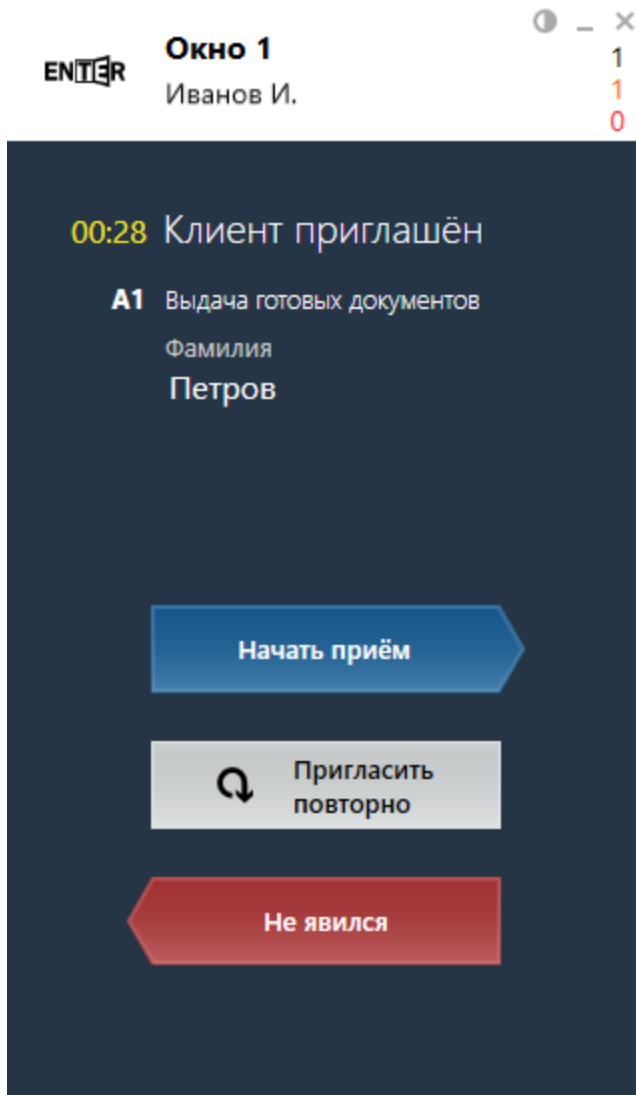 ENTER
Окно 1
Иванов И.
1
1
0
00:28 Клиент приглашён
А1 Выдача готовых документов
Фамилия
Петров
Начать приём
Пригласить
повторно
Не явился